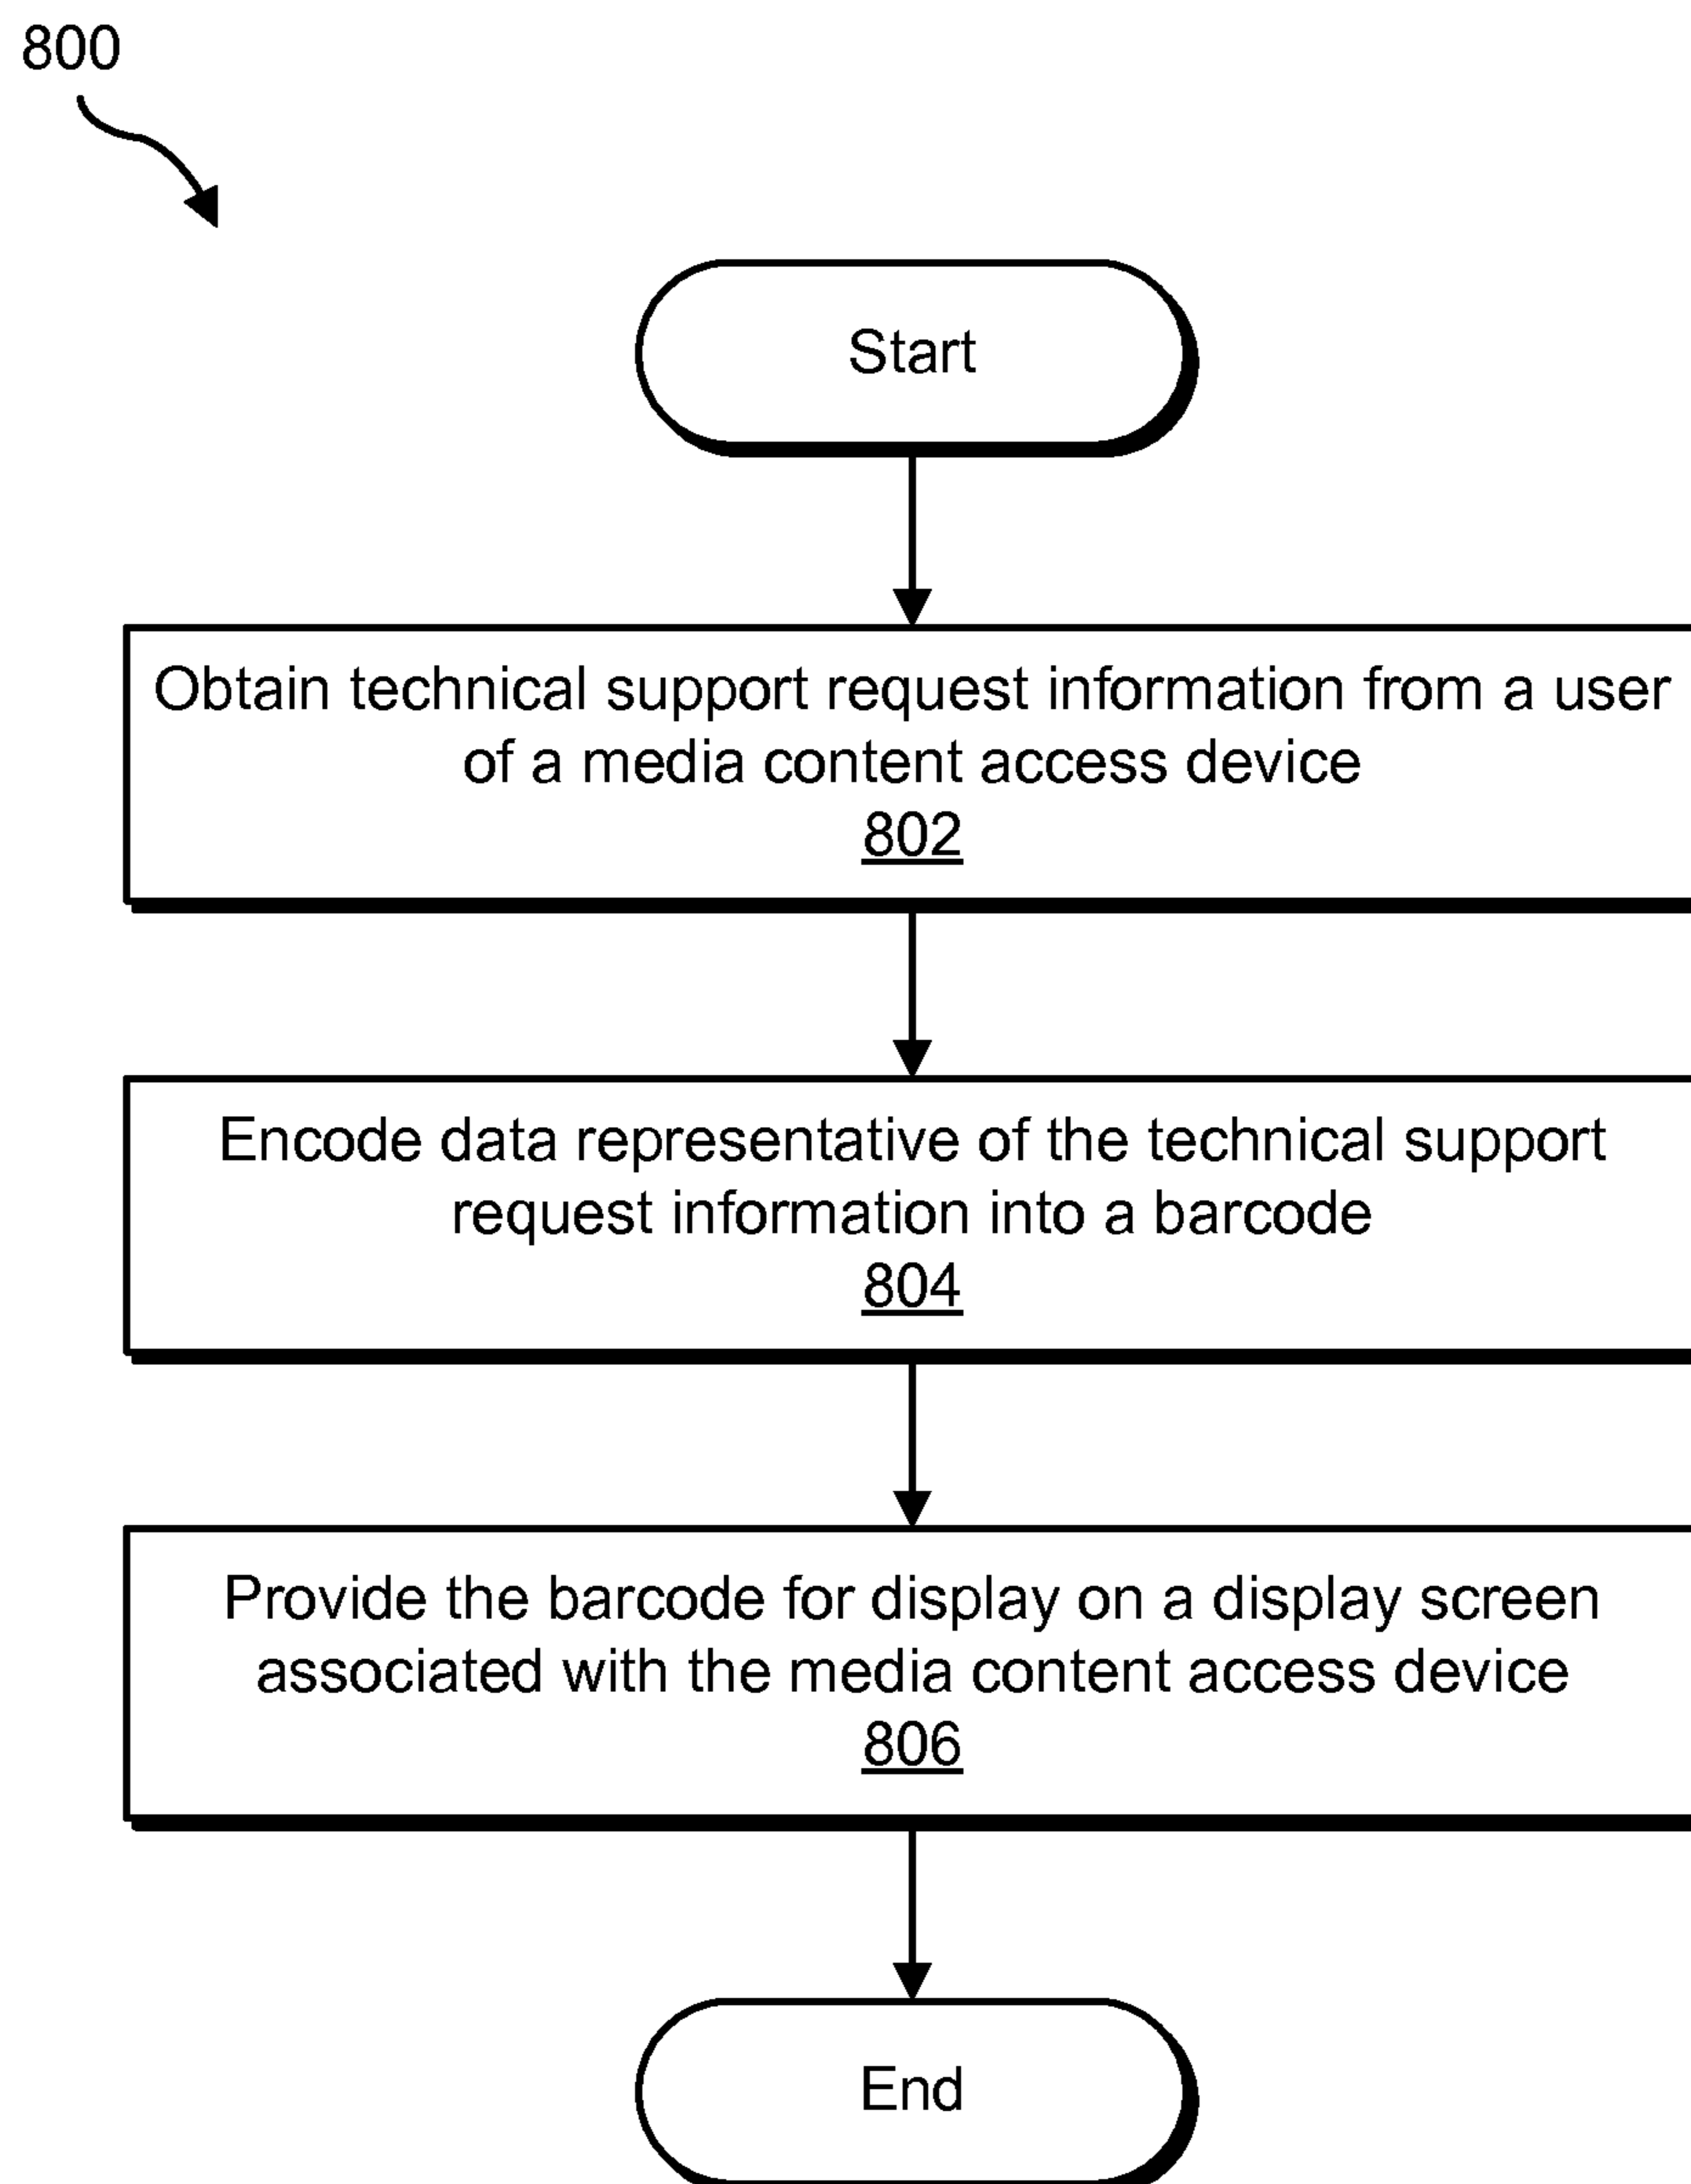 800
Start
Obtain technical support request information from a user
of a media content access device
802
Encode data representative of the technical support
request information into a barcode
804
Provide the barcode for display on a display screen
associated with the media content access device
806
End